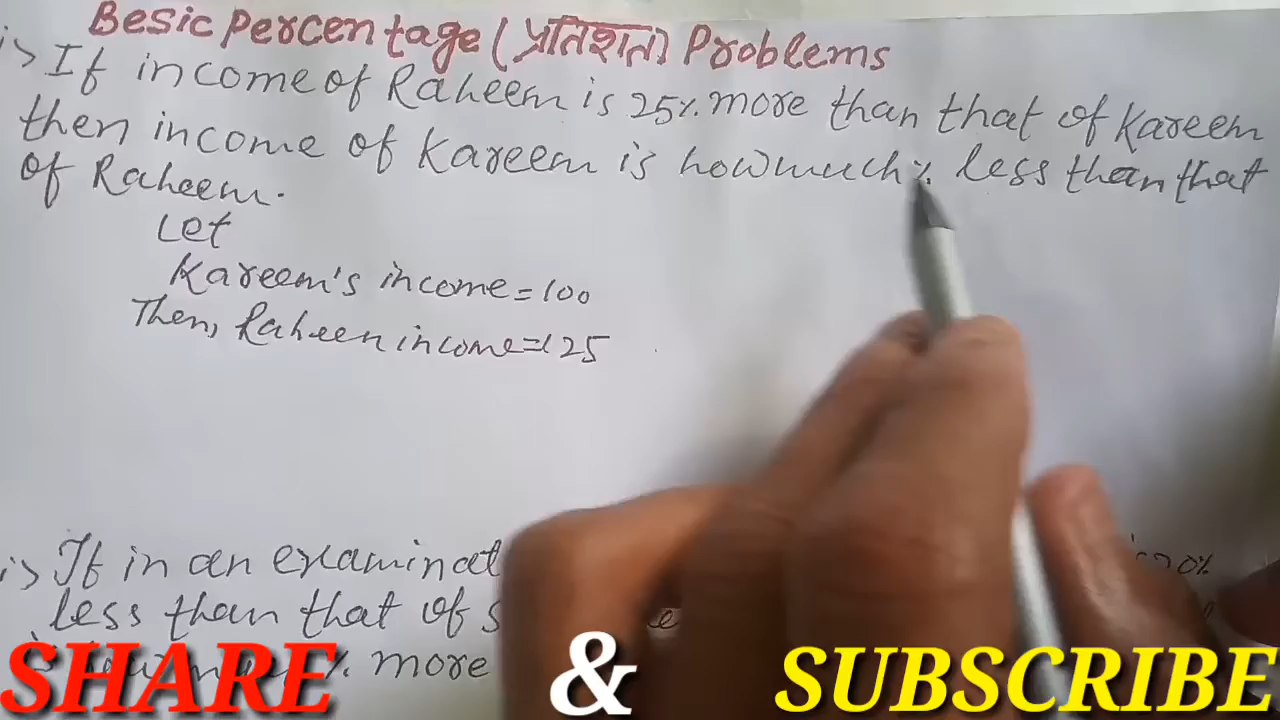 Besic percentage (प्रतिशत) Problems
i> If income of Raheem is 25% more than that of Kareem
then income of Kareem is howmuch % less than that
of Raheem.
Let
Kareem's income = 100
Then, Raheen income = 125
i> If in an examinat 20%
less than that of s
% more
SHARE & SUBSCRIBE